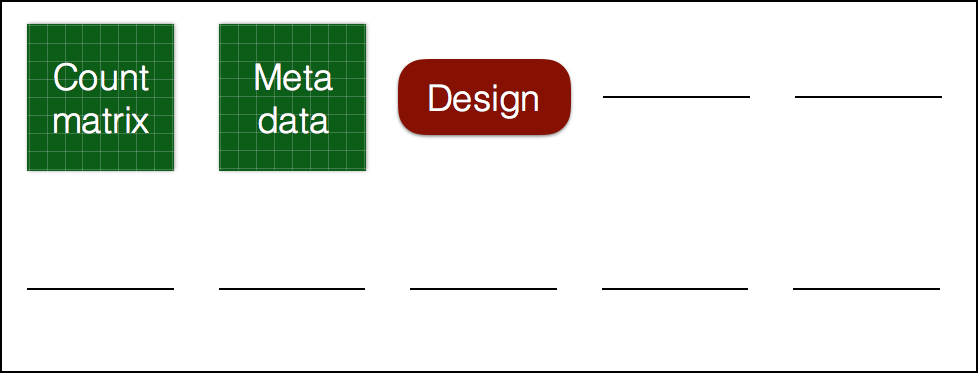 Count
matrix
Meta
data
Design